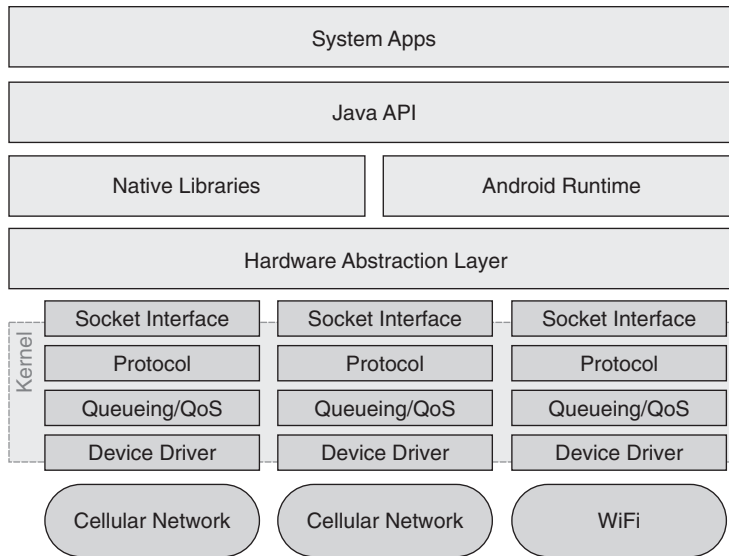 System Apps
Java API
Native Libraries Android Runtime
Hardware Abstraction Layer
Kernel
Socket Interface Socket Interface Socket Interface
Protocol Protocol Protocol
Queueing/QoS Queueing/QoS Queueing/QoS
Device Driver Device Driver Device Driver
Cellular Network Cellular Network WiFi